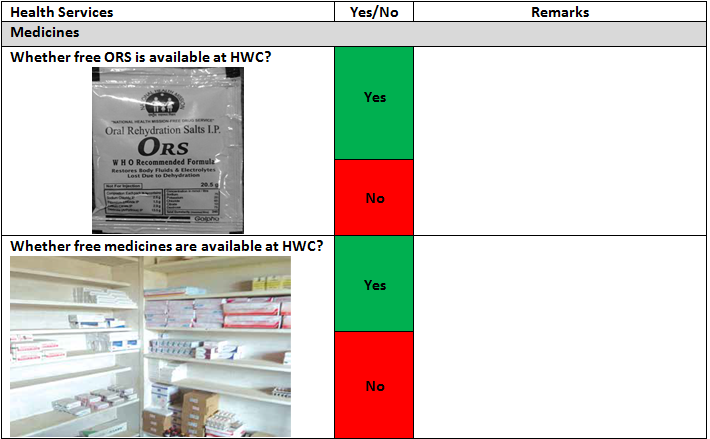 Health Services Yes/No Remarks
Medicines
Whether free ORS is available at HWC?
"NATIONAL HEALTH MISSION-FREE DRUG SERVICE"
Oral Rehydration Salts I.P.
ORS
WHO Recommended Formula
Restores Body Fluids & Electrolytes
Lost Due to Dehydration
Not For Injection 20.5 g
Galpha
Yes
No
Whether free medicines are available at HWC?
Yes
No